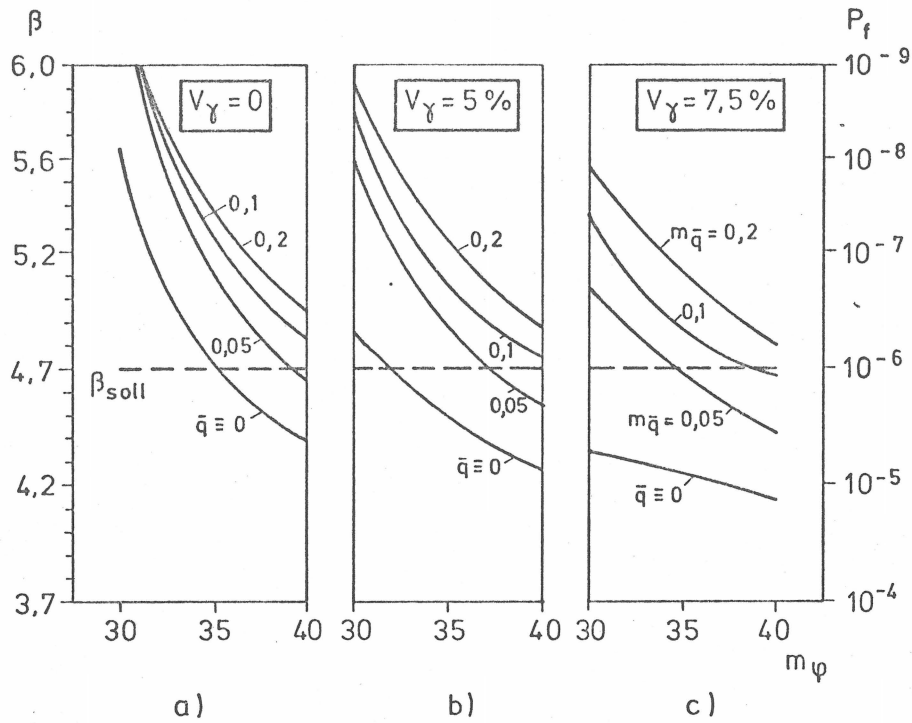 β
P_f
6,0
5,6
5,2
4,7
4,2
4,0
3,7
β_soll
V_γ = 0
0,1
0,2
0,05
q̄ ≡ 0
30 35 40
a)
V_γ = 5 %
0,2
0,1
0,05
q̄ ≡ 0
30 35 40
b)
V_γ = 7,5 %
m_q̄ = 0,2
0,1
m_q̄ = 0,05
q̄ ≡ 0
30 35 40
m_φ
c)
10⁻⁹
10⁻⁸
10⁻⁷
10⁻⁶
10⁻⁵
10⁻⁴